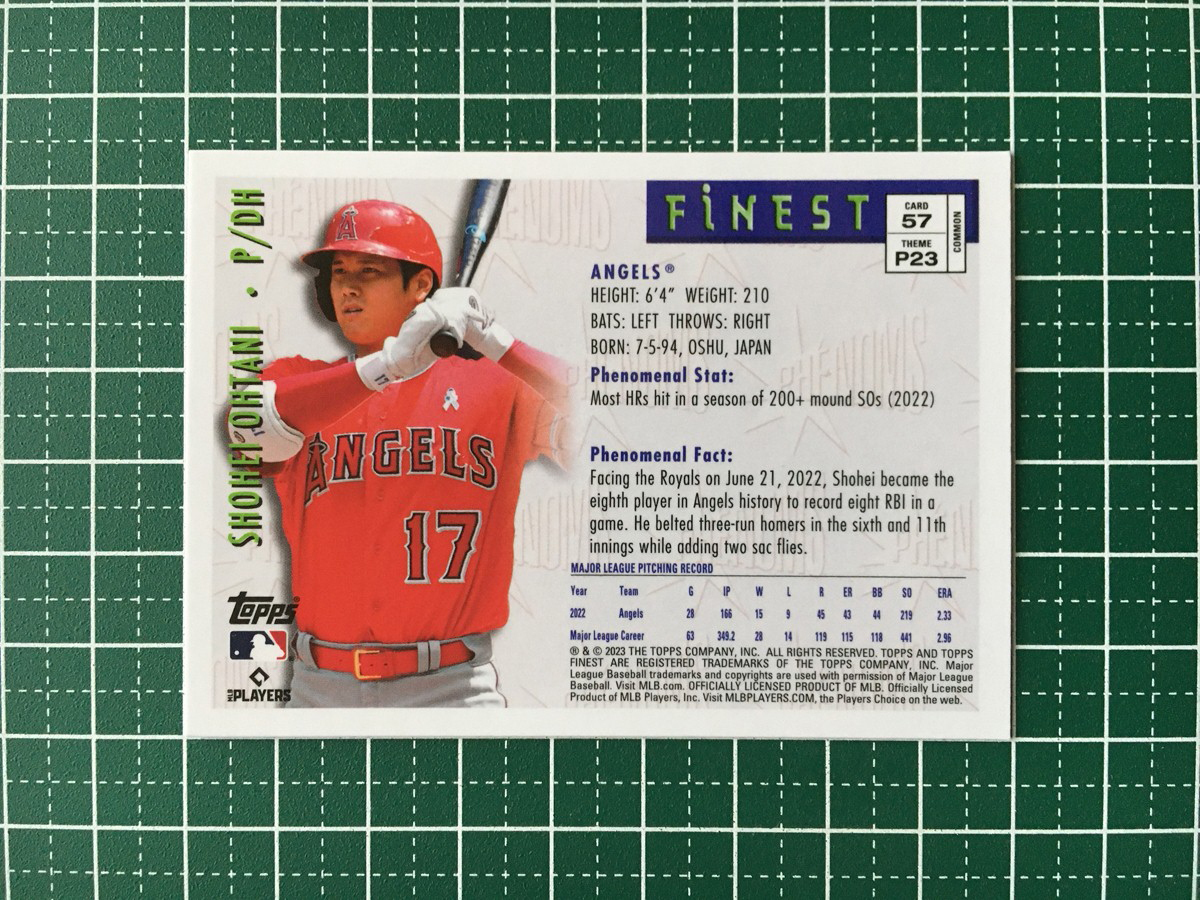 SHOHEI OHTANI • P/DH
FiNEST
CARD
57
THEME
P23
COMMON
ANGELS®
HEIGHT: 6'4" WEiGHT: 210
BATS: LEFT THROWS: RIGHT
BORN: 7-5-94, OSHU, JAPAN
Phenomenal Stat:
Most HRs hit in a season of 200+ mound SOs (2022)
Phenomenal Fact:
Facing the Royals on June 21, 2022, Shohei became the
eighth player in Angels history to record eight RBI in a
game. He belted three-run homers in the sixth and 11th
innings while adding two sac flies.
MAJOR LEAGUE PITCHING RECORD
Year Team G IP W L R ER BB SO ERA
2022 Angels 28 166 15 9 45 43 44 219 2.33
Major League Career 63 349.2 28 14 119 115 118 441 2.96
® & © 2023 THE TOPPS COMPANY, INC. ALL RIGHTS RESERVED. TOPPS AND TOPPS
FINEST ARE REGISTERED TRADEMARKS OF THE TOPPS COMPANY, INC. Major
League Baseball trademarks and copyrights are used with permission of Major League
Baseball. Visit MLB.com. OFFICIALLY LICENSED PRODUCT OF MLB. Officially Licensed
Product of MLB Players, Inc. Visit MLBPLAYERS.COM, the Players Choice on the web.
A
ANGELS
17
topps
MLB PLAYERS